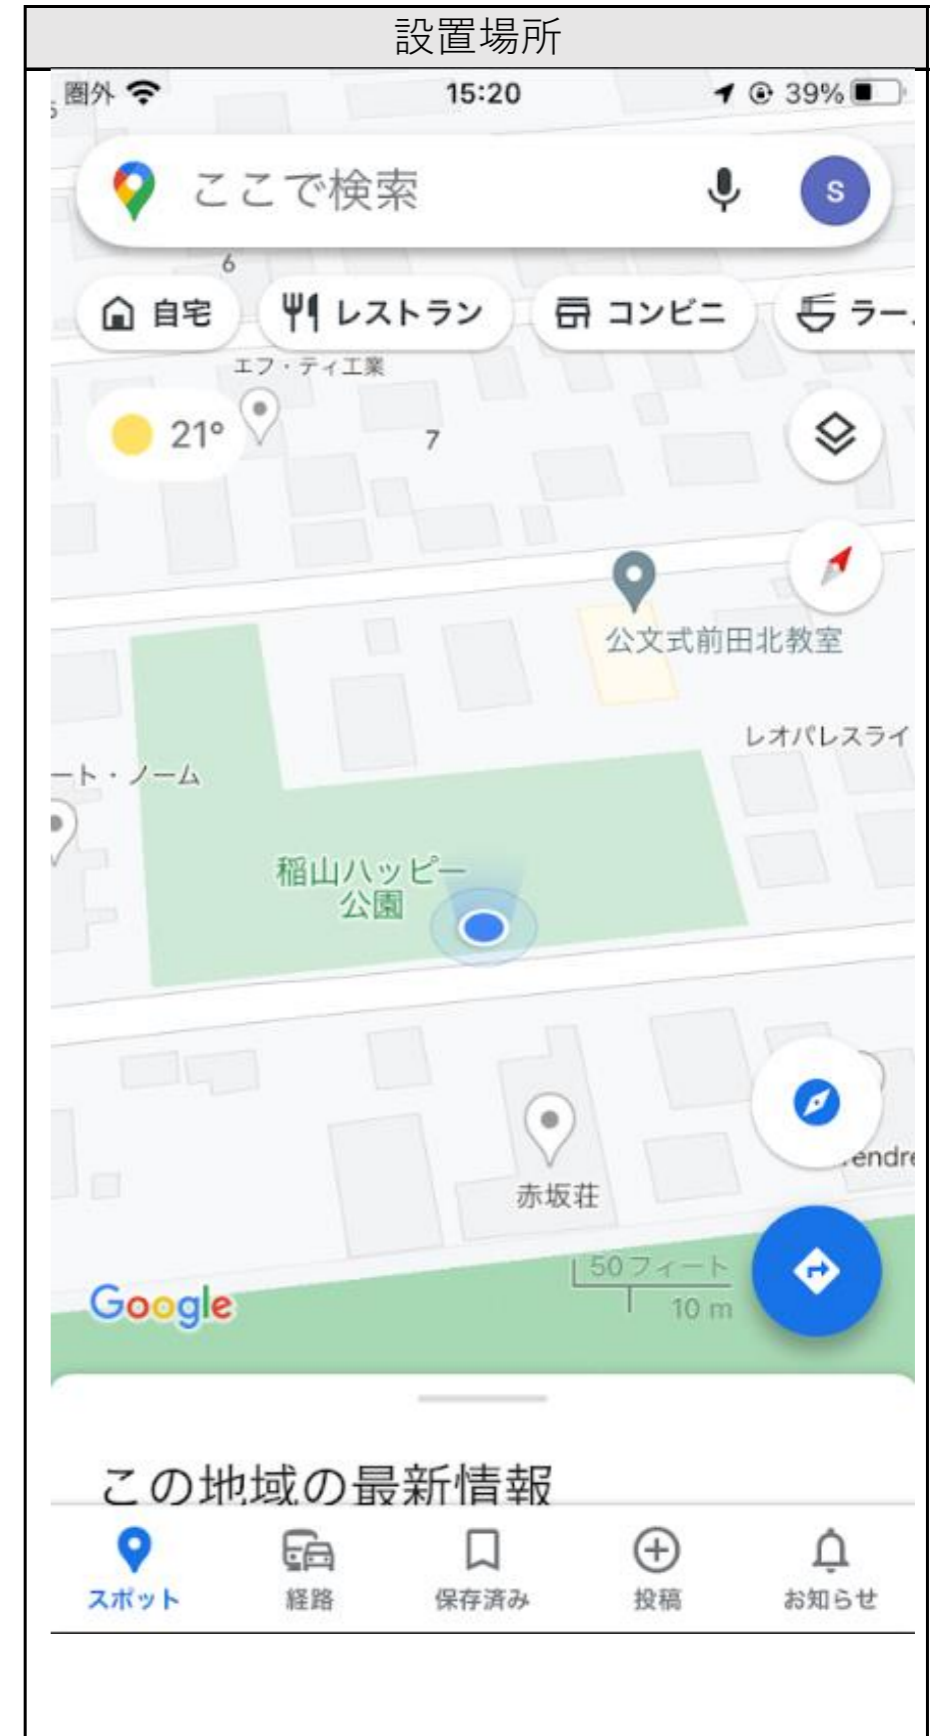 設置場所
圏外 15:20 39%
ここで検索 S
6
自宅 レストラン コンビニ ラー
エフ・ティ工業
21°
7
公文式前田北教室
レオパレスライ
ート・ノーム
稲山ハッピー
公園
endre
赤坂荘
50フィート
Google
10 m
この地域の最新情報
スポット 経路 保存済み 投稿 お知らせ